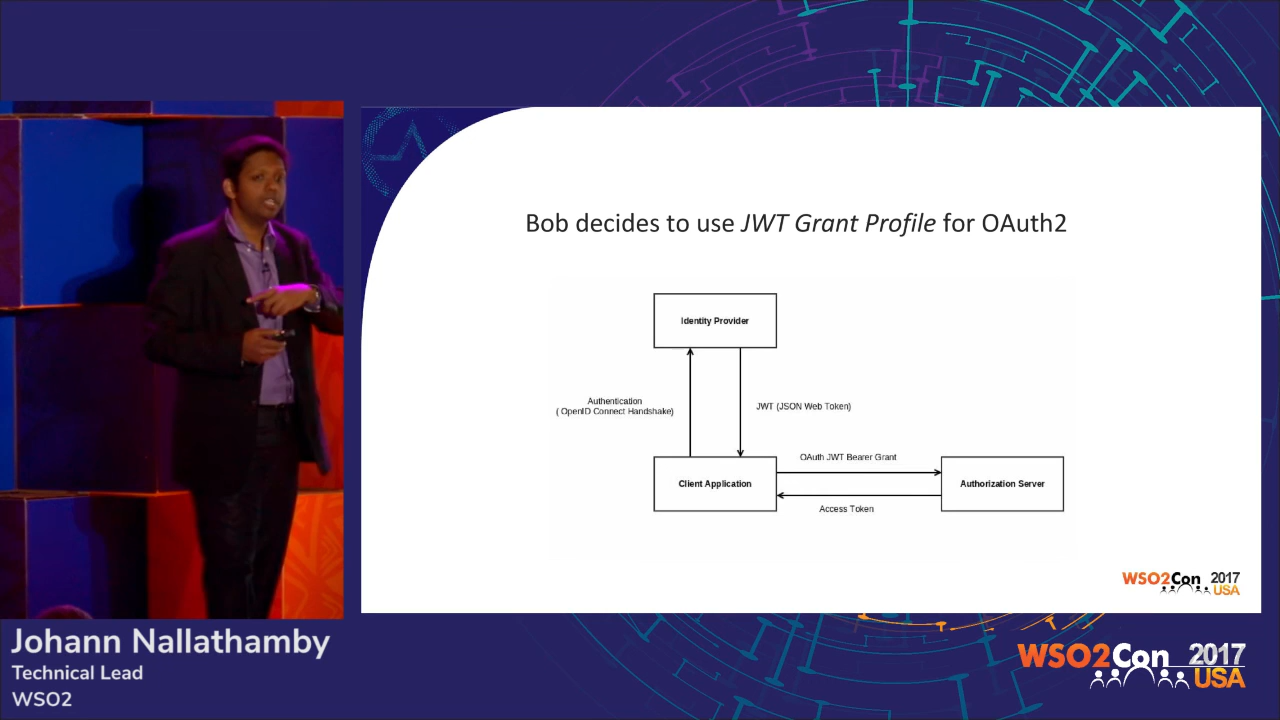 Bob decides to use JWT Grant Profile for OAuth2
Identity Provider
Authentication
( OpenID Connect Handshake)
JWT (JSON Web Token)
OAuth JWT Bearer Grant
Client Application
Authorization Server
Access Token
WSO2Con 2017
USA
Johann Nallathamby
Technical Lead
WSO2
WSO2Con 2017
USA